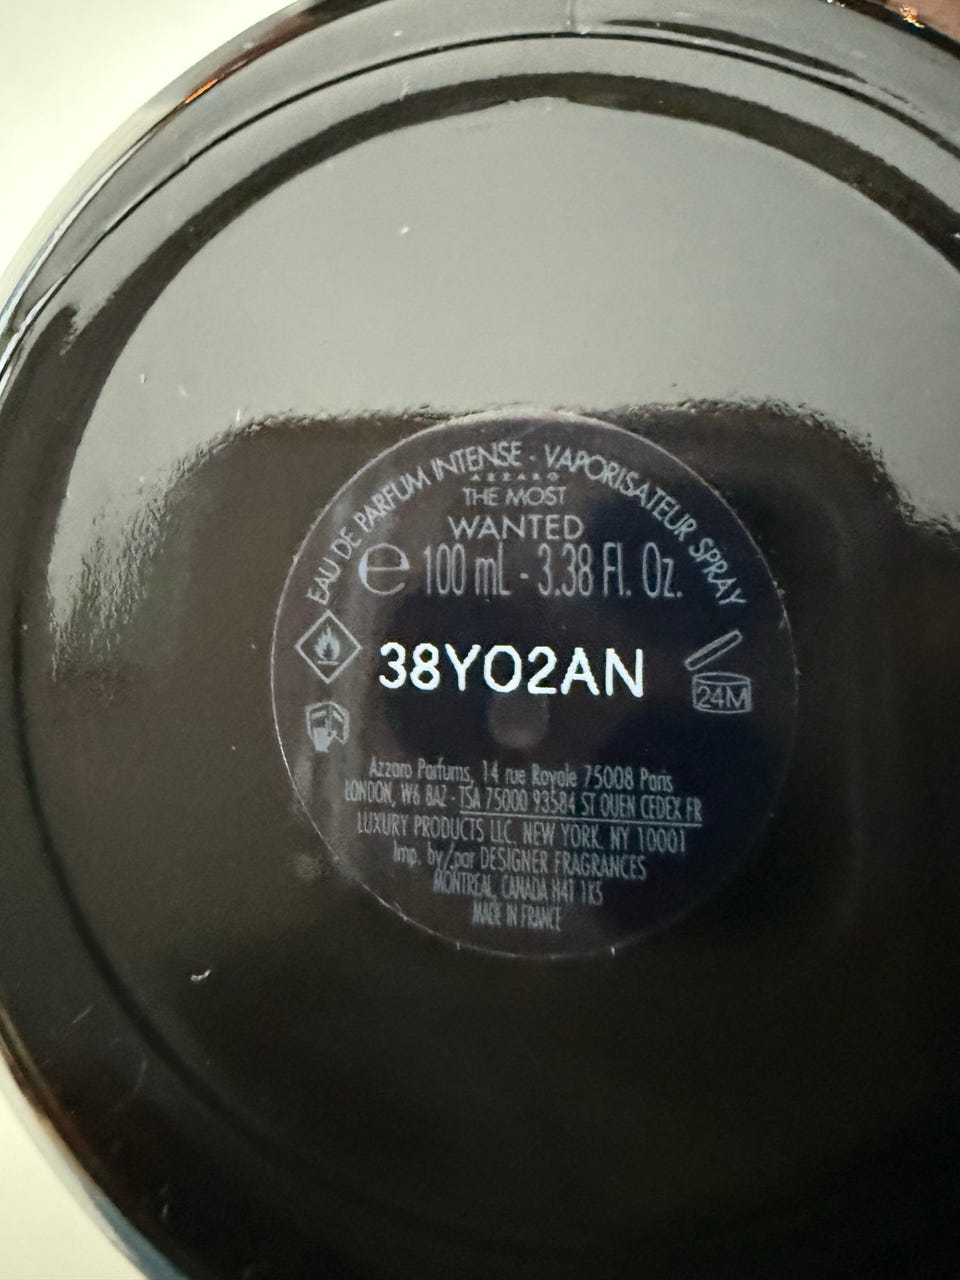 EAU DE PARFUM INTENSE - VAPORISATEUR SPRAY
AZZARO
THE MOST
WANTED
e 100 mL - 3.38 Fl. Oz.
38YO2AN
24M
Azzaro Parfums, 14 rue Royale 75008 Paris
LONDON, W6 8AZ - TSA 75000 93584 ST OUEN CEDEX FR
LUXURY PRODUCTS LLC. NEW YORK. NY 10001
Imp. by/par DESIGNER FRAGRANCES
MONTREAL, CANADA H4T 1K5
MADE IN FRANCE